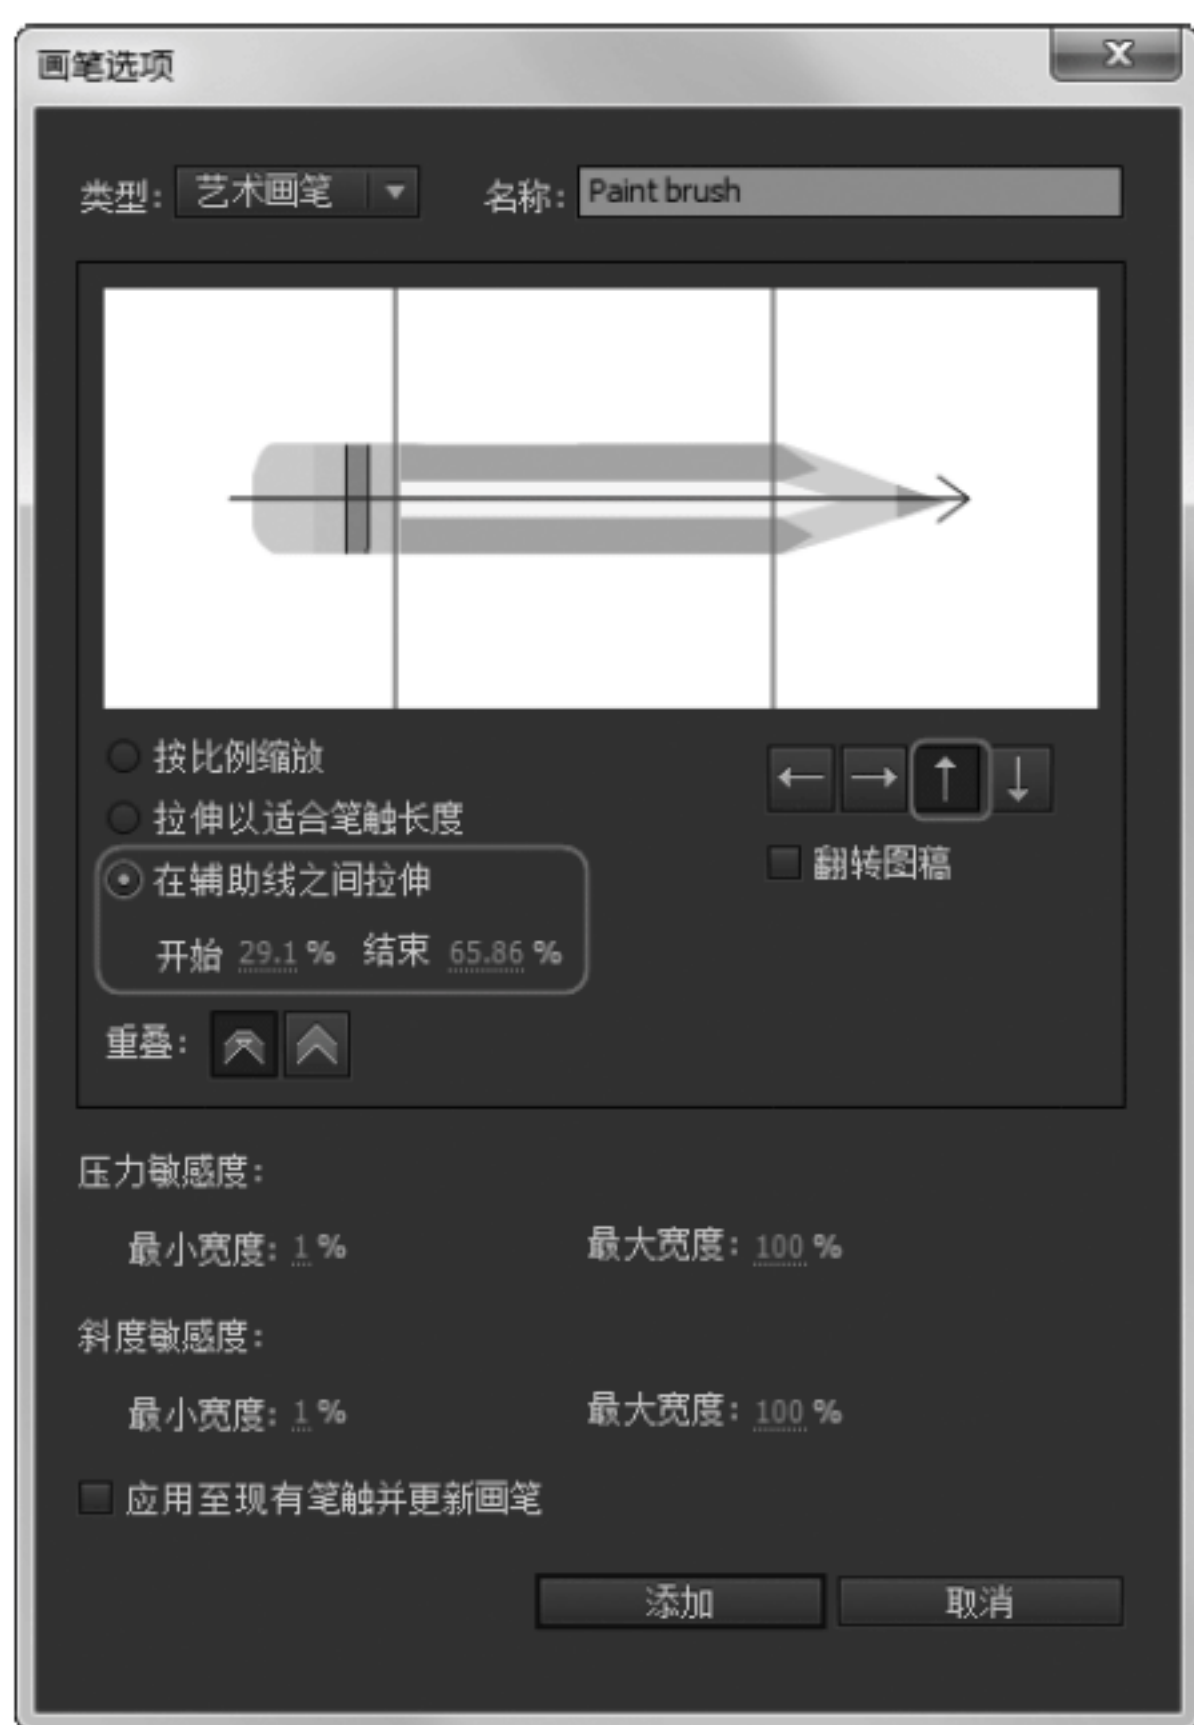 画笔选项
类型: 艺术画笔 名称: Paint brush
按比例缩放
拉伸以适合笔触长度
翻转图稿
在辅助线之间拉伸
开始 29.1 % 结束 65.86 %
重叠:
压力敏感度:
最小宽度: 1 % 最大宽度: 100 %
斜度敏感度:
最小宽度: 1 % 最大宽度: 100 %
应用至现有笔触并更新画笔
添加 取消